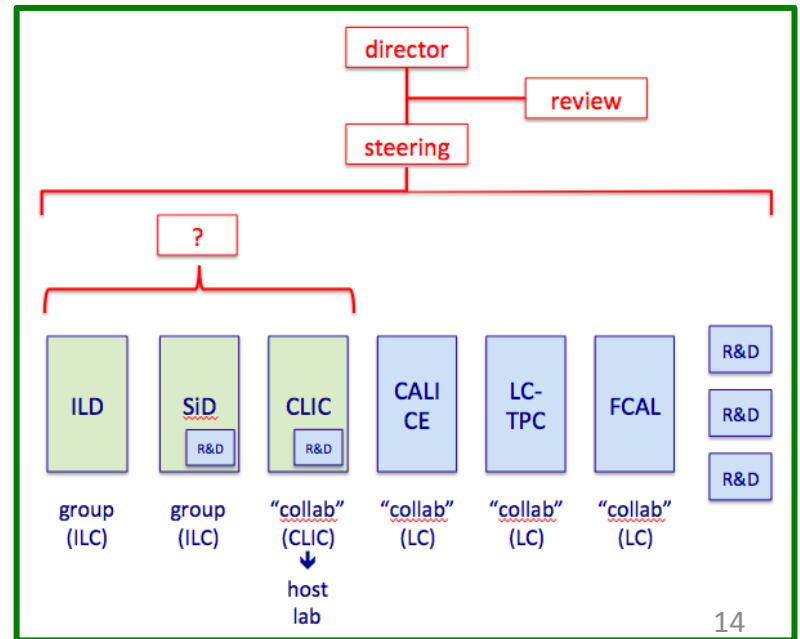 director
review
steering
?
ILD
SiD
R&D
CLIC
R&D
CALI
CE
LC-
TPC
FCAL
R&D
R&D
R&D
group
(ILC)
group
(ILC)
“collab”
(CLIC)
host
lab
“collab”
(LC)
“collab”
(LC)
“collab”
(LC)
14